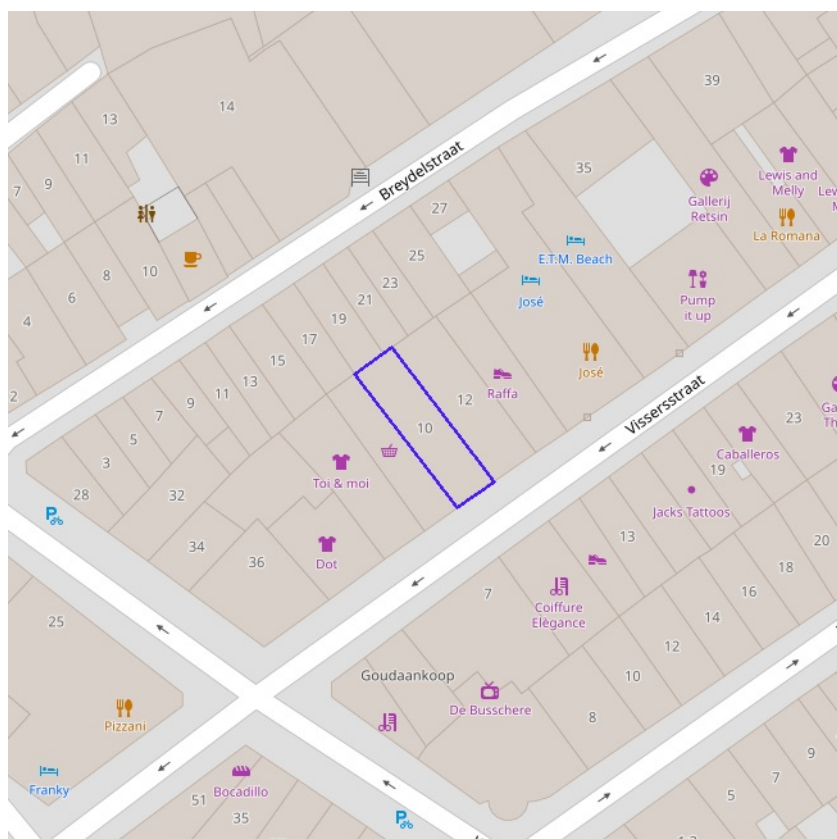 39
14
13
11
9
7
Breydelstraat
35
Lewis and
Melly
Gallerij
Retsin
La Romana
27
25
23
21
19
17
15
13
11
9
7
5
3
10
8
6
4
2
E.T.M. Beach
José
Pump
it up
José
Raffa
12
10
Vissersstraat
Toi & moi
28
32
34
36
Dot
23
Caballeros
19
Jacks Tattoos
13
20
18
16
14
12
10
8
7
Coiffure
Elégance
Goudaankoop
De Busschere
25
Pizzani
Franky
Bocadillo
51
35
9
7
5